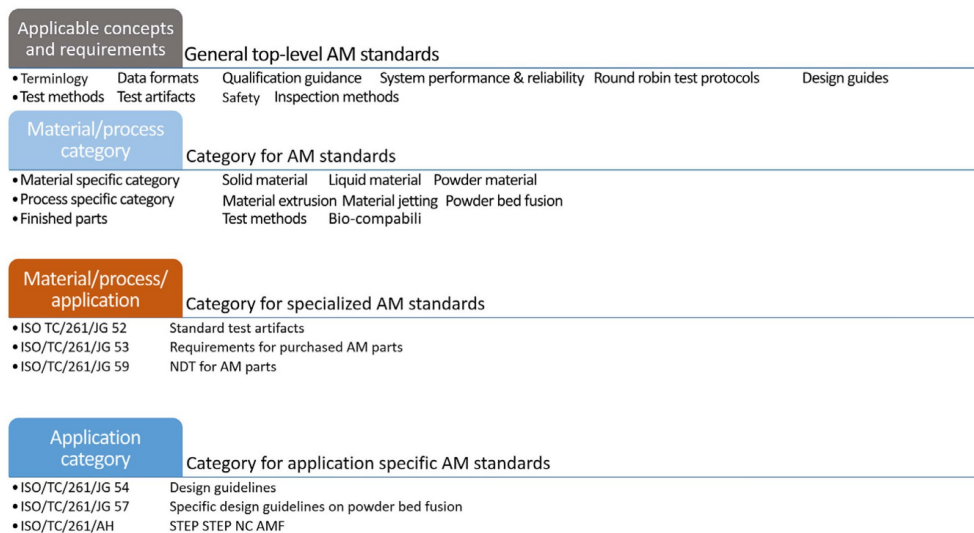 Applicable concepts
and requirements
General top-level AM standards
• Terminlogy Data formats Qualification guidance System performance & reliability Round robin test protocols Design guides
• Test methods Test artifacts Safety Inspection methods
Material/process
category
Category for AM standards
• Material specific category Solid material Liquid material Powder material
• Process specific category Material extrusion Material jetting Powder bed fusion
• Finished parts Test methods Bio-compabili
Material/process/
application
Category for specialized AM standards
• ISO TC/261/JG 52 Standard test artifacts
• ISO/TC/261/JG 53 Requirements for purchased AM parts
• ISO/TC/261/JG 59 NDT for AM parts
Application
category
Category for application specific AM standards
• ISO/TC/261/JG 54 Design guidelines
• ISO/TC/261/JG 57 Specific design guidelines on powder bed fusion
• ISO/TC/261/AH STEP STEP NC AMF